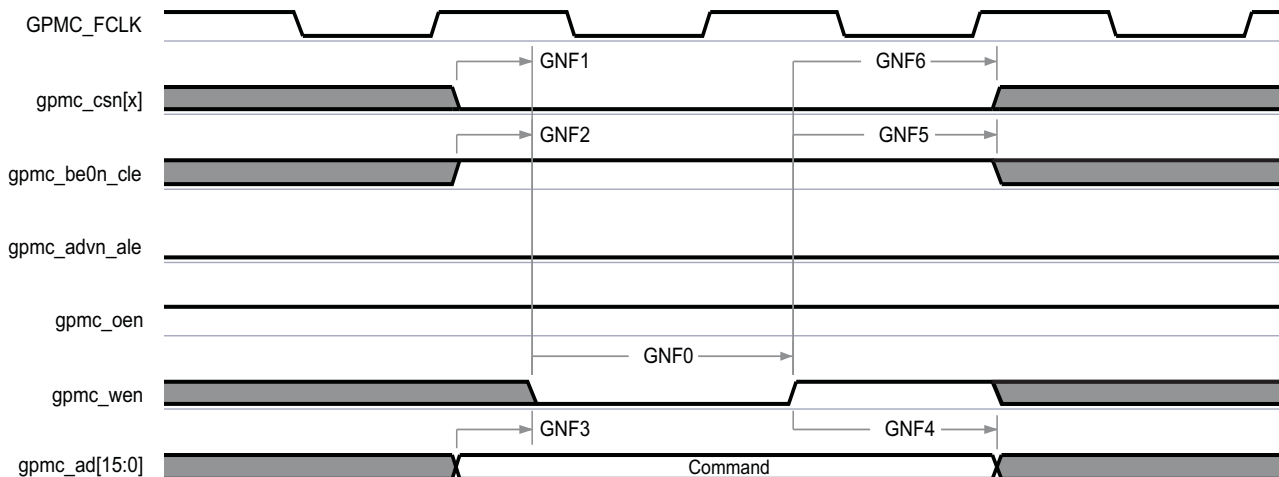 GPMC_FCLK
GNF1
GNF6
gpmc_csn[x]
GNF2
GNF5
gpmc_be0n_cle
gpmc_advn_ale
gpmc_oen
GNF0
gpmc_wen
GNF3
GNF4
gpmc_ad[15:0]
Command